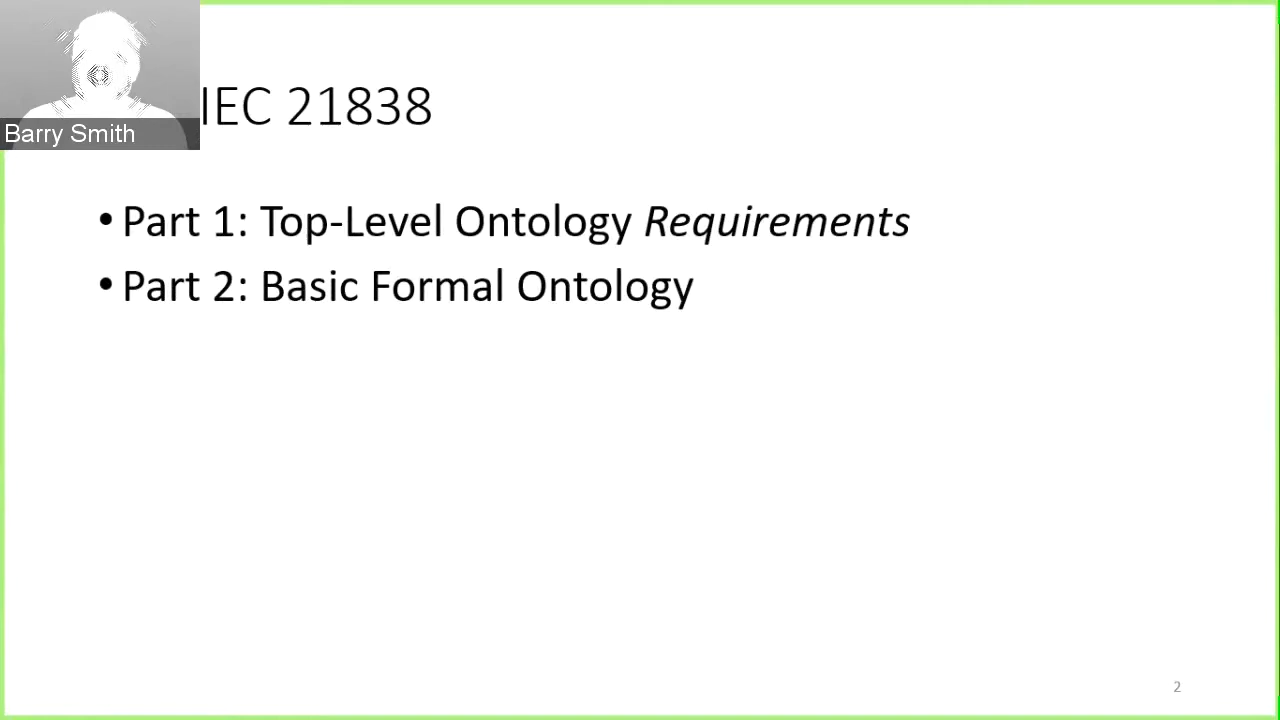 IEC 21838
Barry Smith
• Part 1: Top-Level Ontology Requirements
• Part 2: Basic Formal Ontology
2